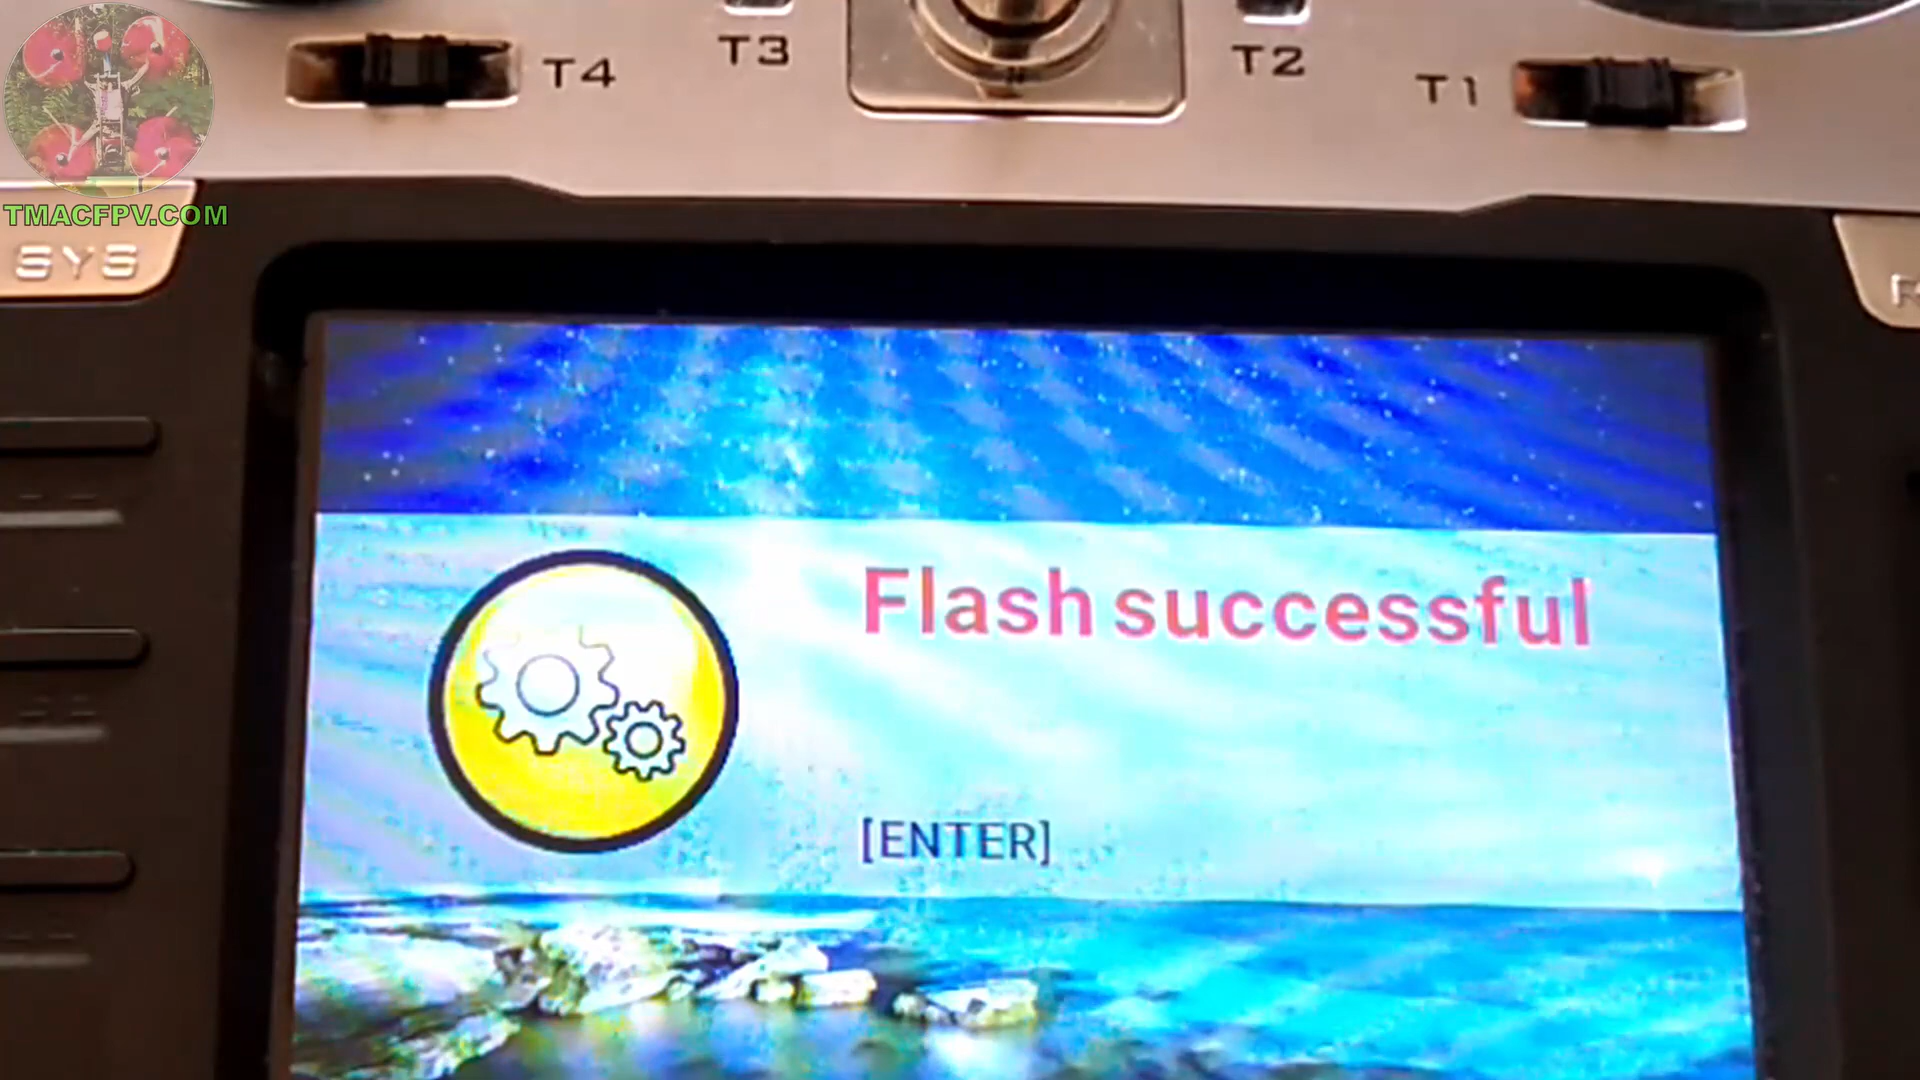 T4
T3
T2
T1
TMACFPV.COM
SYS
Flash successful
[ENTER]